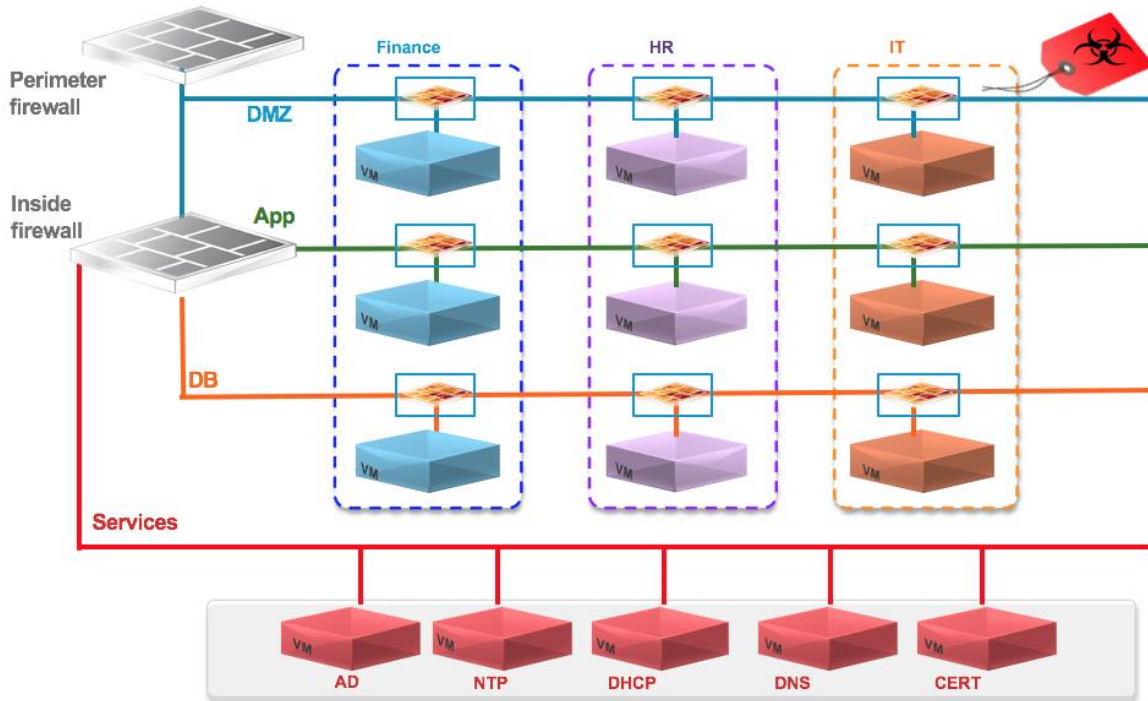 Finance
HR
IT
Perimeter
firewall
DMZ
VM
VM
VM
Inside
firewall
App
VM
VM
VM
DB
VM
VM
VM
Services
VM
VM
VM
VM
VM
AD
NTP
DHCP
DNS
CERT